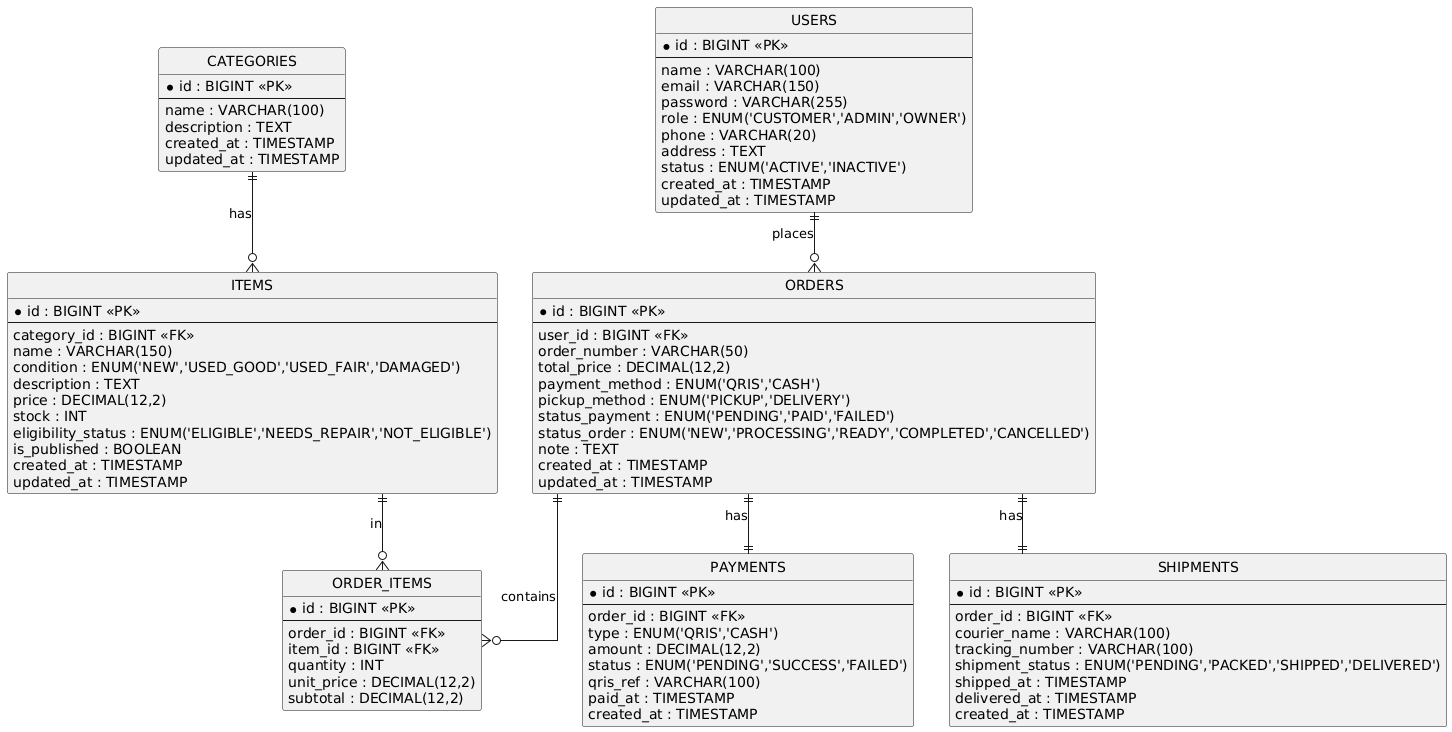 USERS
* id : BIGINT «PK»
name : VARCHAR(100)
email : VARCHAR(150)
password : VARCHAR(255)
role : ENUM('CUSTOMER','ADMIN','OWNER')
phone : VARCHAR(20)
address : TEXT
status : ENUM('ACTIVE','INACTIVE')
created_at : TIMESTAMP
updated_at : TIMESTAMP
CATEGORIES
* id : BIGINT «PK»
name : VARCHAR(100)
description : TEXT
created_at : TIMESTAMP
updated_at : TIMESTAMP
has
places
ITEMS
* id : BIGINT «PK»
category_id : BIGINT «FK»
name : VARCHAR(150)
condition : ENUM('NEW','USED_GOOD','USED_FAIR','DAMAGED')
description : TEXT
price : DECIMAL(12,2)
stock : INT
eligibility_status : ENUM('ELIGIBLE','NEEDS_REPAIR','NOT_ELIGIBLE')
is_published : BOOLEAN
created_at : TIMESTAMP
updated_at : TIMESTAMP
ORDERS
* id : BIGINT «PK»
user_id : BIGINT «FK»
order_number : VARCHAR(50)
total_price : DECIMAL(12,2)
payment_method : ENUM('QRIS','CASH')
pickup_method : ENUM('PICKUP','DELIVERY')
status_payment : ENUM('PENDING','PAID','FAILED')
status_order : ENUM('NEW','PROCESSING','READY','COMPLETED','CANCELLED')
note : TEXT
created_at : TIMESTAMP
updated_at : TIMESTAMP
in
contains
has
has
ORDER_ITEMS
* id : BIGINT «PK»
order_id : BIGINT «FK»
item_id : BIGINT «FK»
quantity : INT
unit_price : DECIMAL(12,2)
subtotal : DECIMAL(12,2)
PAYMENTS
* id : BIGINT «PK»
order_id : BIGINT «FK»
type : ENUM('QRIS','CASH')
amount : DECIMAL(12,2)
status : ENUM('PENDING','SUCCESS','FAILED')
qris_ref : VARCHAR(100)
paid_at : TIMESTAMP
created_at : TIMESTAMP
SHIPMENTS
* id : BIGINT «PK»
order_id : BIGINT «FK»
courier_name : VARCHAR(100)
tracking_number : VARCHAR(100)
shipment_status : ENUM('PENDING','PACKED','SHIPPED','DELIVERED')
shipped_at : TIMESTAMP
delivered_at : TIMESTAMP
created_at : TIMESTAMP